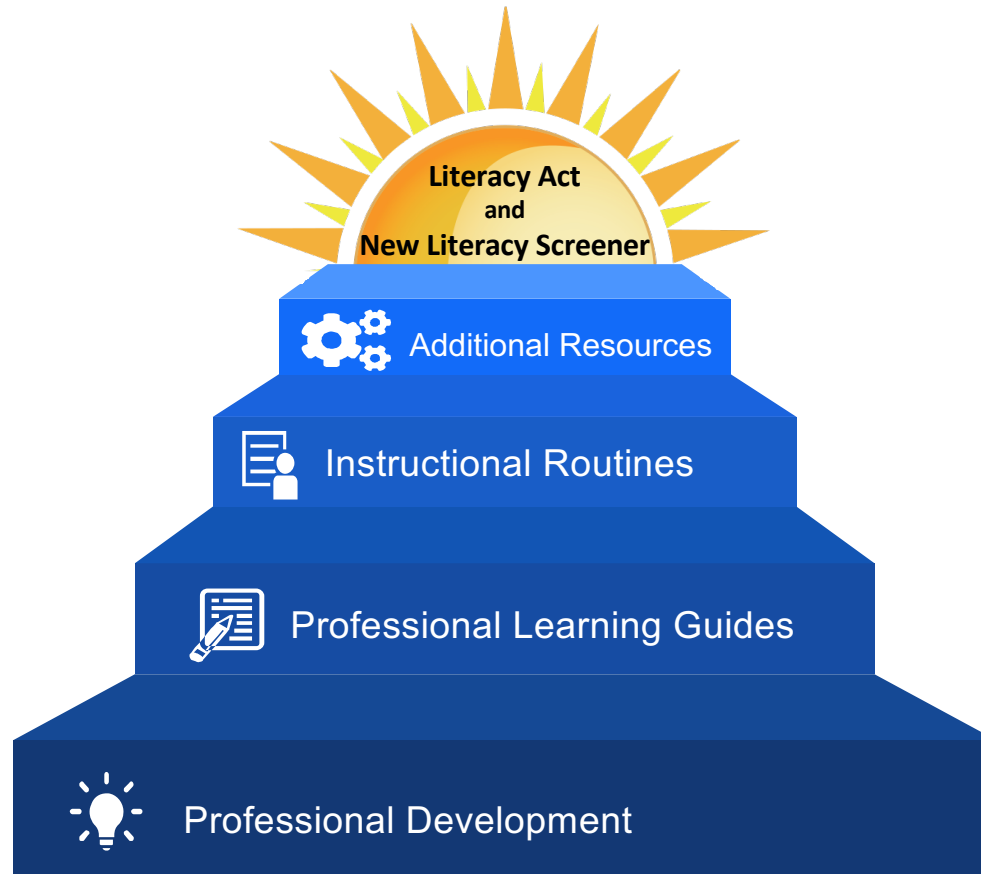 Literacy Act
and
New Literacy Screener
Additional Resources
Instructional Routines
Professional Learning Guides
Professional Development